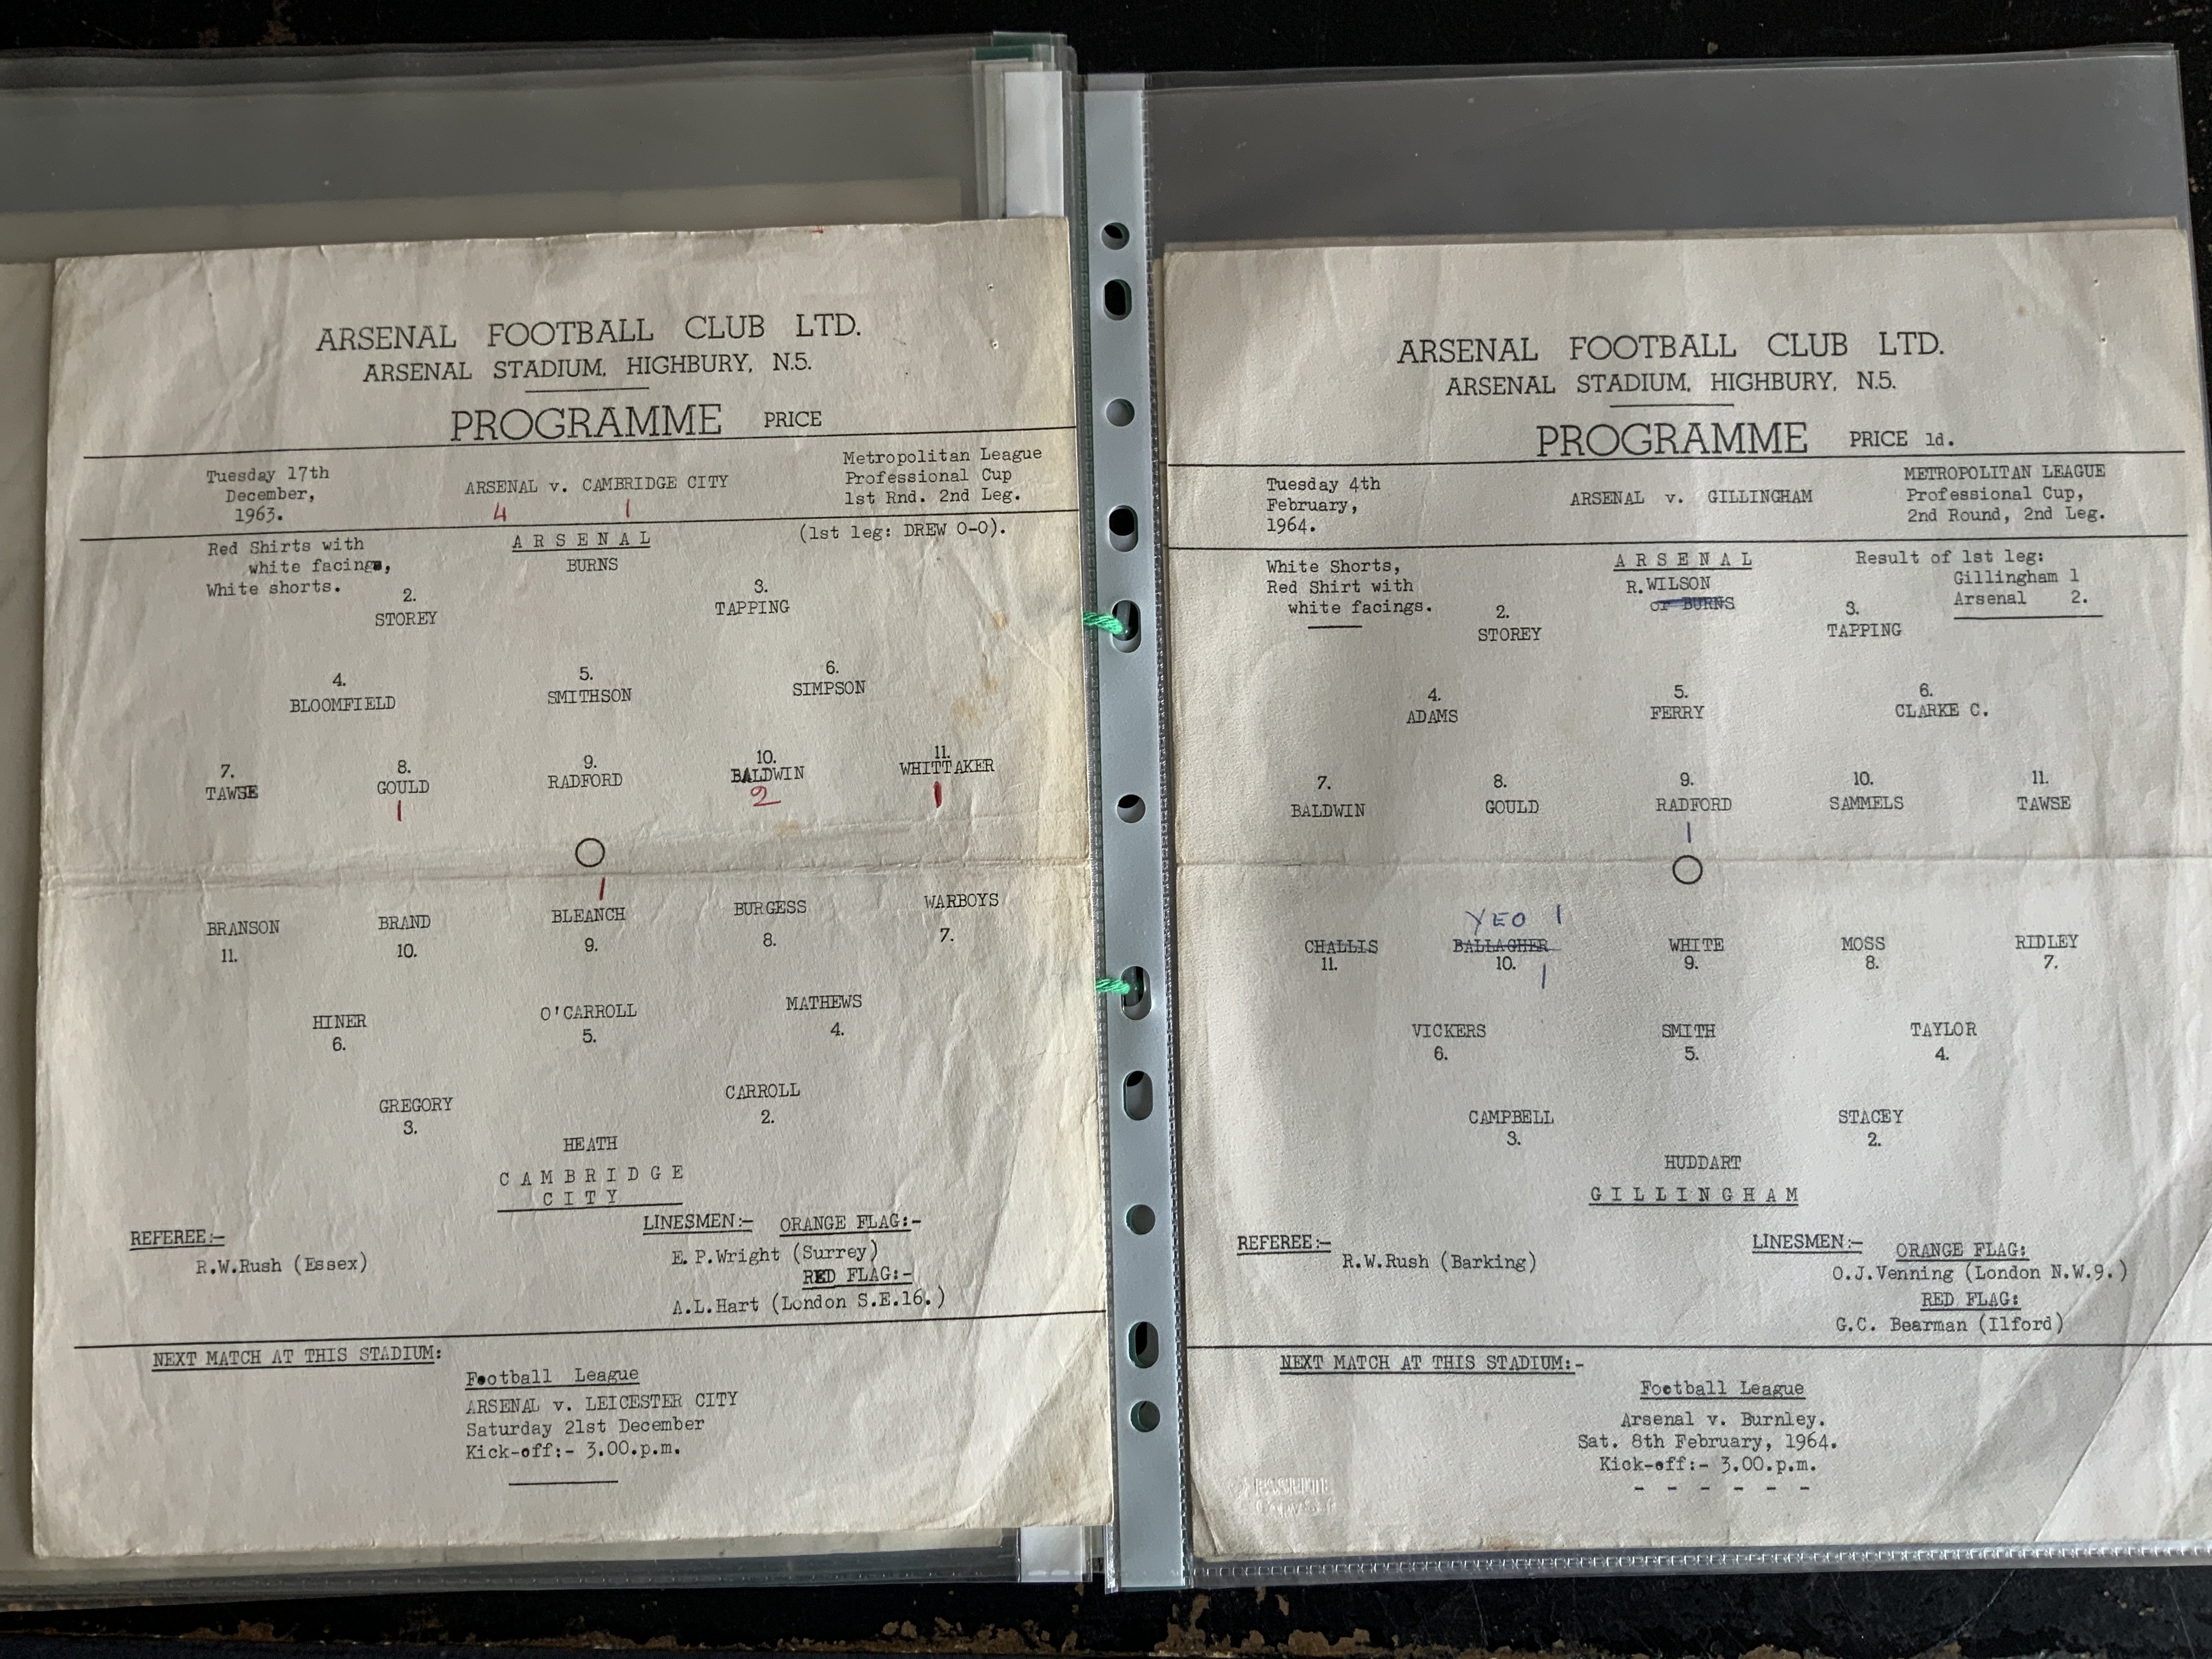 ARSENAL FOOTBALL CLUB LTD.
ARSENAL STADIUM, HIGHBURY, N.5.
PROGRAMME PRICE
Tuesday 17th
December,
1963.
ARSENAL v. CAMBRIDGE CITY
4 1
Metropolitan League
Professional Cup
1st Rnd. 2nd Leg.
Red Shirts with
white facings,
White shorts.
ARSENAL
(1st leg: DREW 0-0).
BURNS
2. 3.
STOREY TAPPING
4. 5. 6.
BLOOMFIELD SMITHSON SIMPSON
7. 8. 9. 10. 11.
TAWSE GOULD RADFORD BALDWIN WHITTAKER
1 2 1
1
BRANSON BRAND BLEANCH BURGESS WARBOYS
11. 10. 9. 8. 7.
HINER O'CARROLL MATHEWS
6. 5. 4.
GREGORY CARROLL
3. 2.
HEATH
CAMBRIDGE
CITY
REFEREE:-
R.W.Rush (Essex)
LINESMEN:- ORANGE FLAG:-
E.P.Wright (Surrey)
RED FLAG:-
A.L.Hart (London S.E.16.)
NEXT MATCH AT THIS STADIUM:
Football League
ARSENAL v. LEICESTER CITY
Saturday 21st December
Kick-off:- 3.00.p.m.
ARSENAL FOOTBALL CLUB LTD.
ARSENAL STADIUM, HIGHBURY, N.5.
PROGRAMME PRICE 1d.
Tuesday 4th
February,
1964.
ARSENAL v. GILLINGHAM
METROPOLITAN LEAGUE
Professional Cup,
2nd Round, 2nd Leg.
White Shorts,
Red Shirt with
white facings.
ARSENAL
R.WILSON
or BURNS
Result of 1st leg:
Gillingham 1
Arsenal 2.
2. 3.
STOREY TAPPING
4. 5. 6.
ADAMS FERRY CLARKE C.
7. 8. 9. 10. 11.
BALDWIN GOULD RADFORD SAMMELS TAWSE
1
YEO 1
CHALLIS BALLAGHER WHITE MOSS RIDLEY
11. 10. 9. 8. 7.
1
VICKERS SMITH TAYLOR
6. 5. 4.
CAMPBELL STACEY
3. 2.
HUDDART
GILLINGHAM
REFEREE:-
R.W.Rush (Barking)
LINESMEN:-
ORANGE FLAG:
O.J.Venning (London N.W.9.)
RED FLAG:
G.C. Bearman (Ilford)
NEXT MATCH AT THIS STADIUM:-
Football League
Arsenal v. Burnley.
Sat. 8th February, 1964.
Kick-off:- 3.00.p.m.